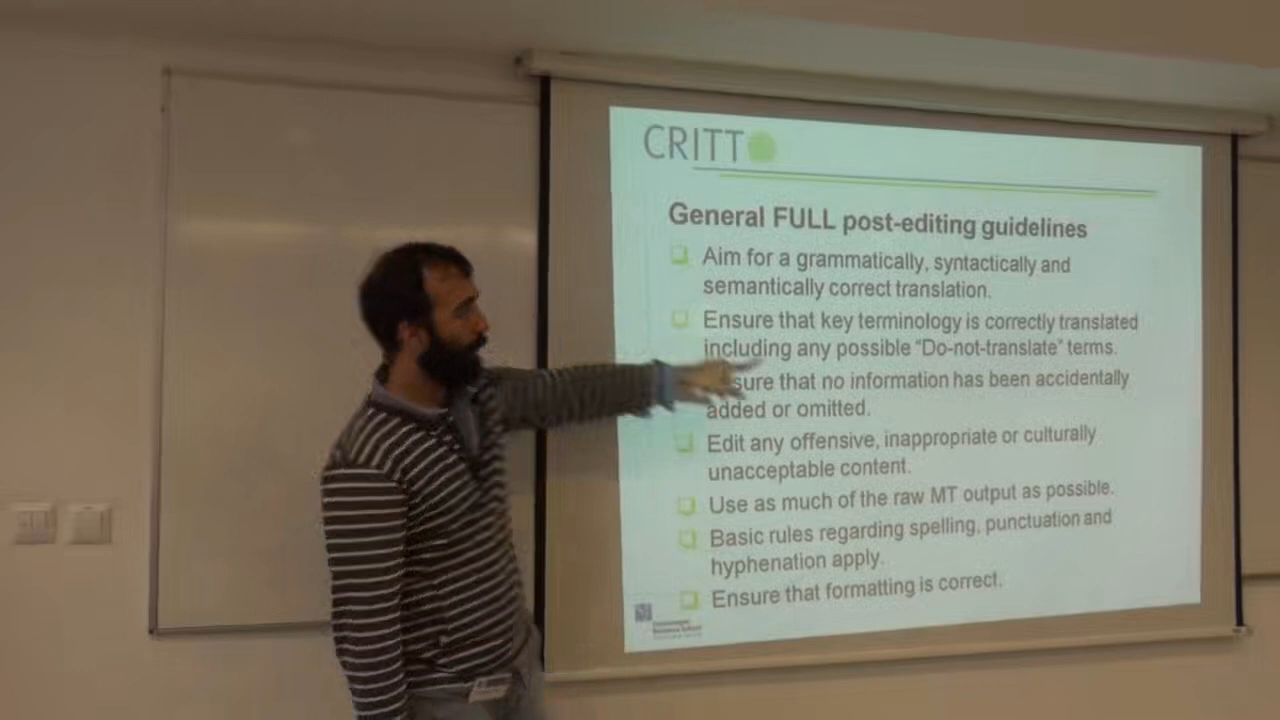 CRITT
General FULL post-editing guidelines
Aim for a grammatically, syntactically and
semantically correct translation.
Ensure that key terminology is correctly translated
including any possible "Do-not-translate" terms.
sure that no information has been accidentally
added or omitted.
Edit any offensive, inappropriate or culturally
unacceptable content.
Use as much of the raw MT output as possible.
Basic rules regarding spelling, punctuation and
hyphenation apply.
Ensure that formatting is correct.